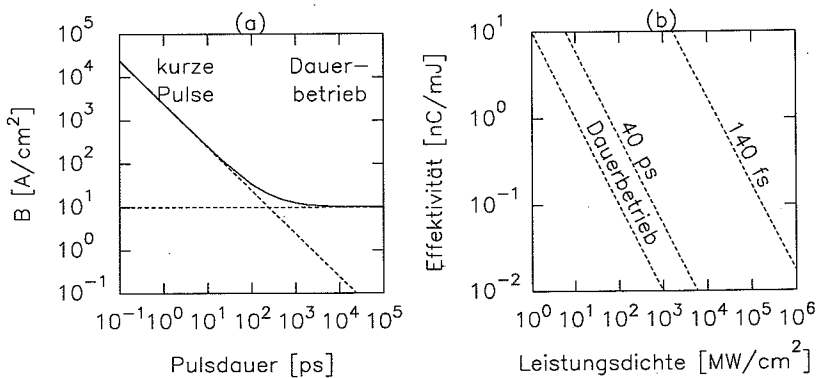 (a)
10^5
10^4
10^3
10^2
10^1
10^0
10^-1
B [A/cm^2]
kurze Pulse
Dauer-
betrieb
10^-1 10^0 10^1 10^2 10^3 10^4 10^5
Pulsdauer [ps]
(b)
10^1
10^0
10^-1
10^-2
Effektivität [nC/mJ]
Dauerbetrieb
40 ps
140 fs
10^0 10^1 10^2 10^3 10^4 10^5 10^6
Leistungsdichte [MW/cm^2]